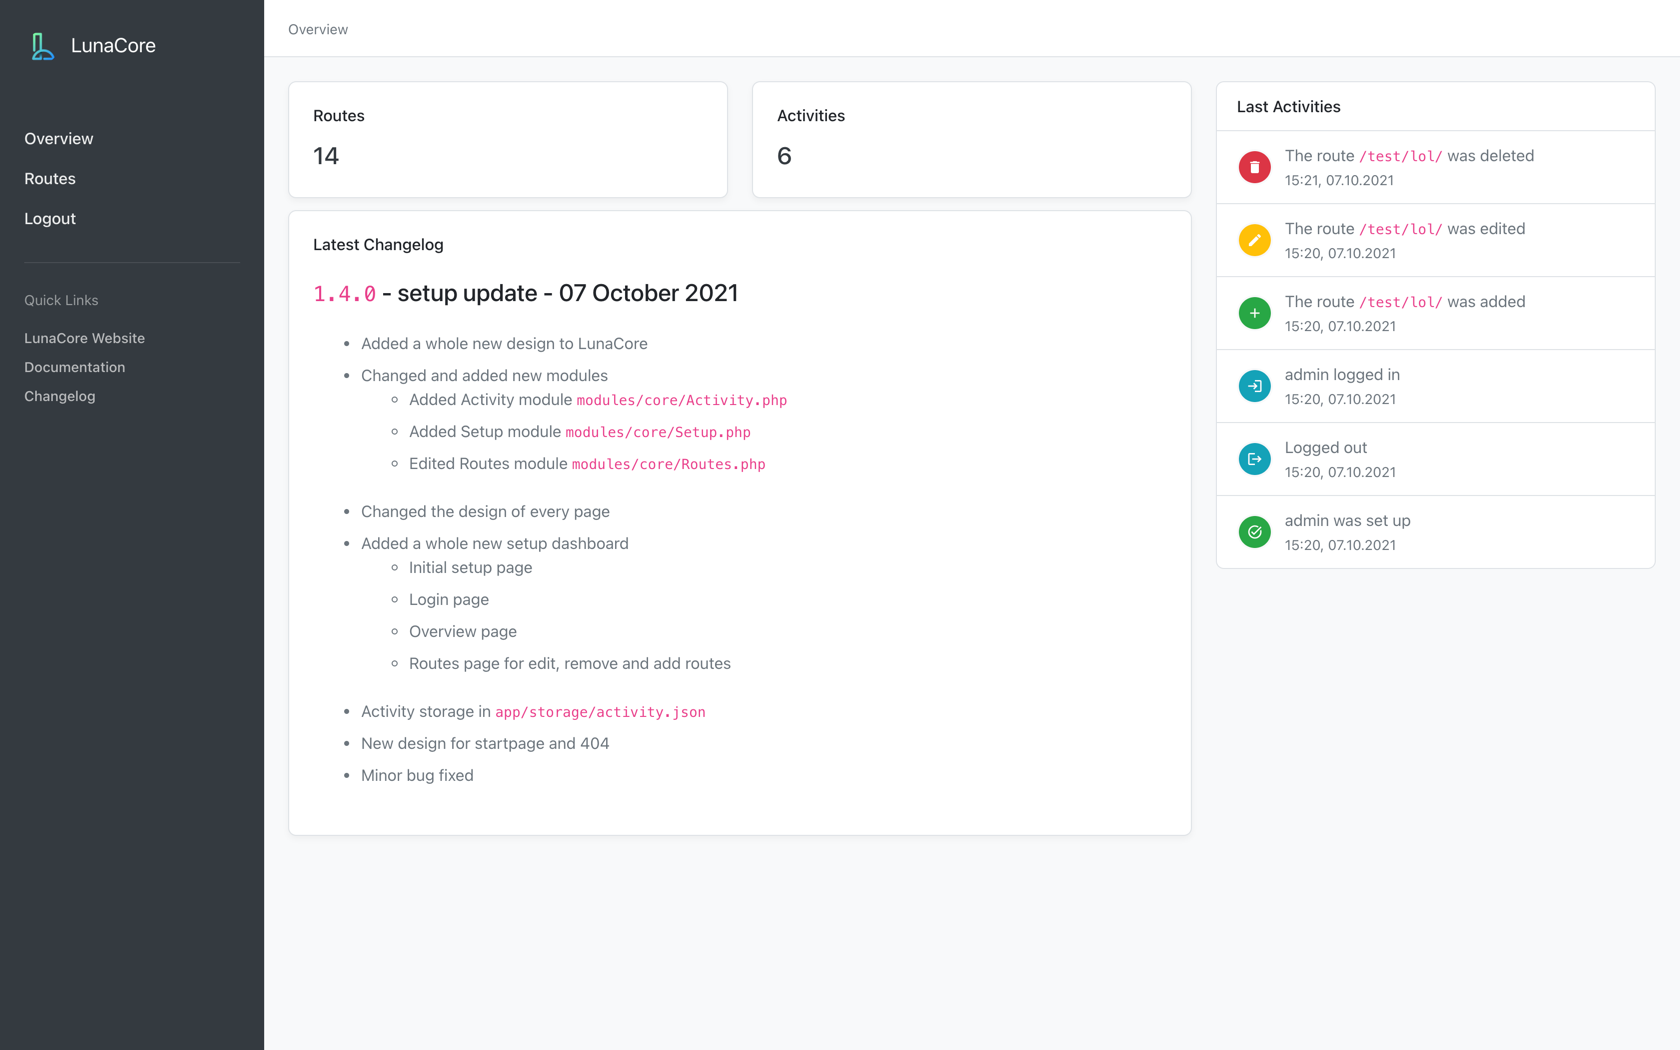 LunaCore
Overview
Routes
Logout
Quick Links
LunaCore Website
Documentation
Changelog
Overview
Routes
14
Activities
6
Latest Changelog
1.4.0 - setup update - 07 October 2021
Added a whole new design to LunaCore
Changed and added new modules
Added Activity module modules/core/Activity.php
Added Setup module modules/core/Setup.php
Edited Routes module modules/core/Routes.php
Changed the design of every page
Added a whole new setup dashboard
Initial setup page
Login page
Overview page
Routes page for edit, remove and add routes
Activity storage in app/storage/activity.json
New design for startpage and 404
Minor bug fixed
Last Activities
The route /test/lol/ was deleted
15:21, 07.10.2021
The route /test/lol/ was edited
15:20, 07.10.2021
The route /test/lol/ was added
15:20, 07.10.2021
admin logged in
15:20, 07.10.2021
Logged out
15:20, 07.10.2021
admin was set up
15:20, 07.10.2021